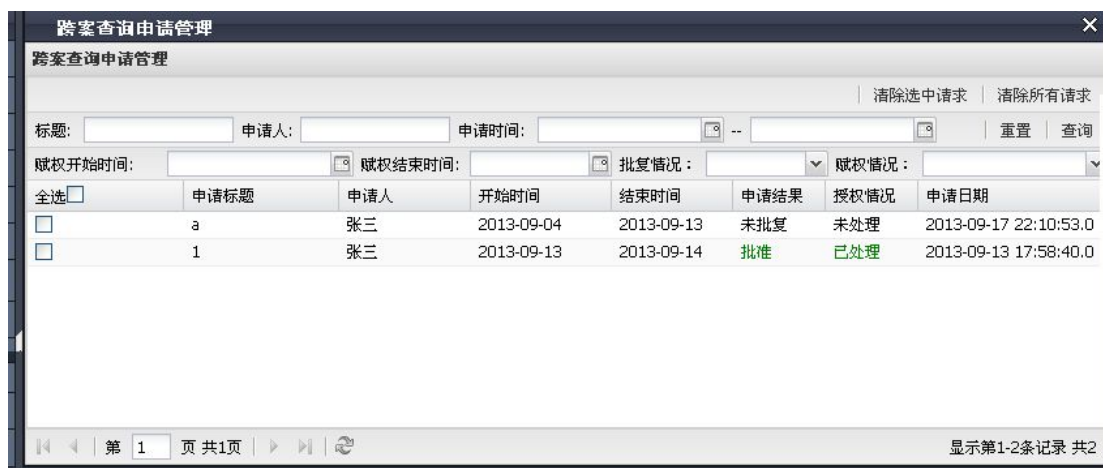 跨案查询申请管理
跨案查询申请管理
清除选中请求 清除所有请求
标题: 申请人: 申请时间: -- 重置 查询
赋权开始时间: 赋权结束时间: 批复情况： 赋权情况：
全选 申请标题 申请人 开始时间 结束时间 申请结果 授权情况 申请日期
a 张三 2013-09-04 2013-09-13 未批复 未处理 2013-09-17 22:10:53.0
1 张三 2013-09-13 2013-09-14 批准 已处理 2013-09-13 17:58:40.0
第 1 页 共1页 显示第1-2条记录 共2